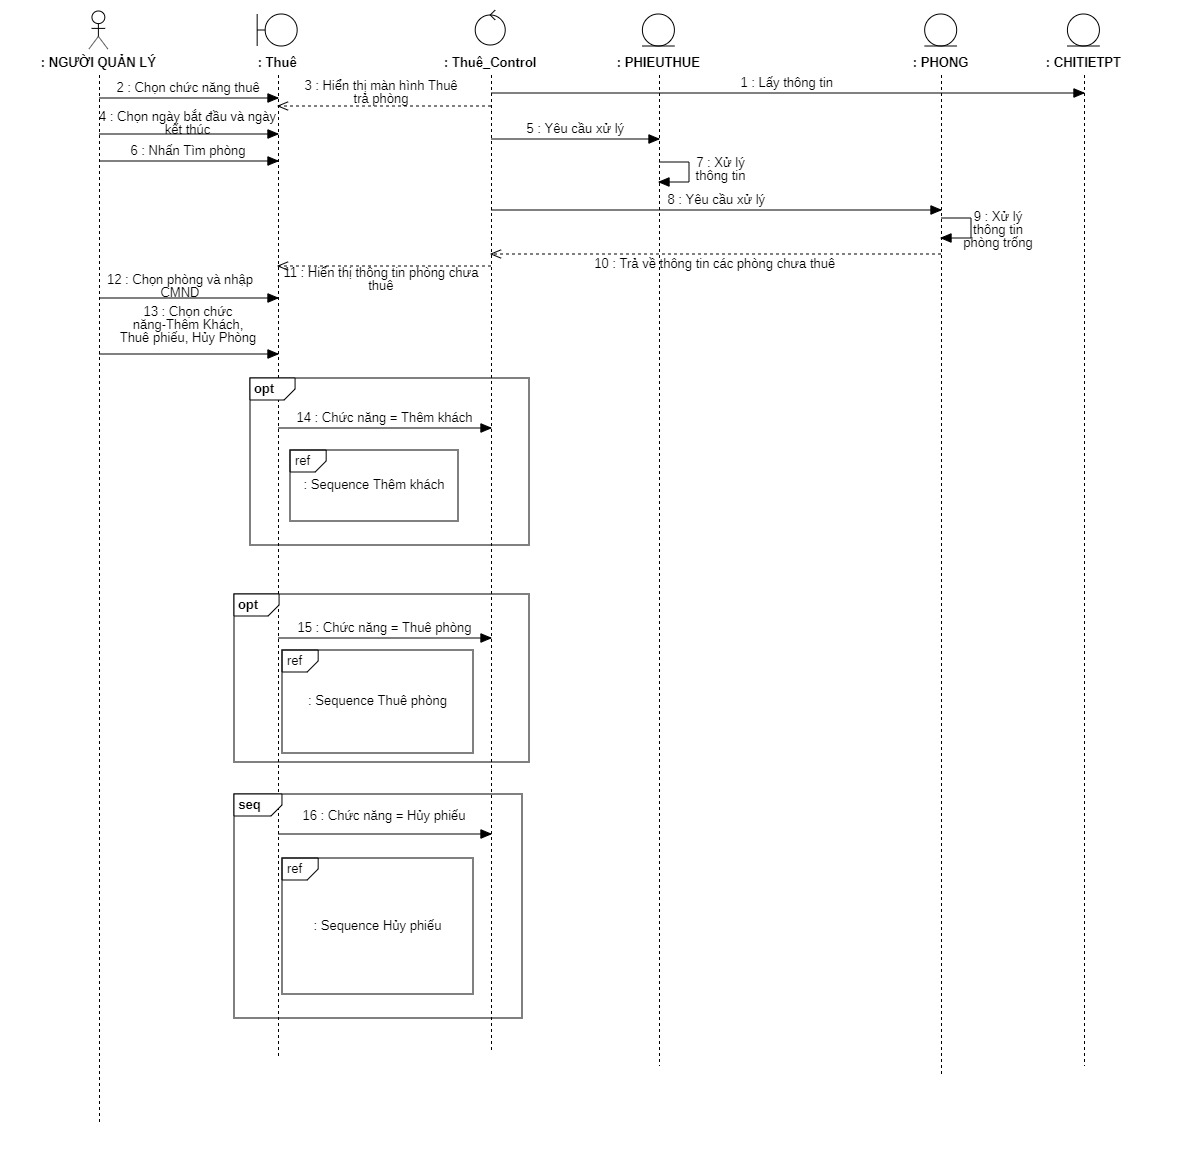 : NGƯỜI QUẢN LÝ
: Thuê
: Thuê_Control
: PHIEUTHUE
: PHONG
: CHITIETPT
1 : Lấy thông tin
2 : Chọn chức năng thuê
3 : Hiển thị màn hình Thuê
trả phòng
4 : Chọn ngày bắt đầu và ngày
kết thúc
5 : Yêu cầu xử lý
6 : Nhấn Tìm phòng
7 : Xử lý
thông tin
8 : Yêu cầu xử lý
9 : Xử lý
thông tin
phòng trống
10 : Trả về thông tin các phòng chưa thuê
11 : Hiển thị thông tin phòng chưa
thuê
12 : Chọn phòng và nhập
CMND
13 : Chọn chức
năng-Thêm Khách,
Thuê phiếu, Hủy Phòng
opt
14 : Chức năng = Thêm khách
ref
: Sequence Thêm khách
opt
15 : Chức năng = Thuê phòng
ref
: Sequence Thuê phòng
seq
16 : Chức năng = Hủy phiếu
ref
: Sequence Hủy phiếu